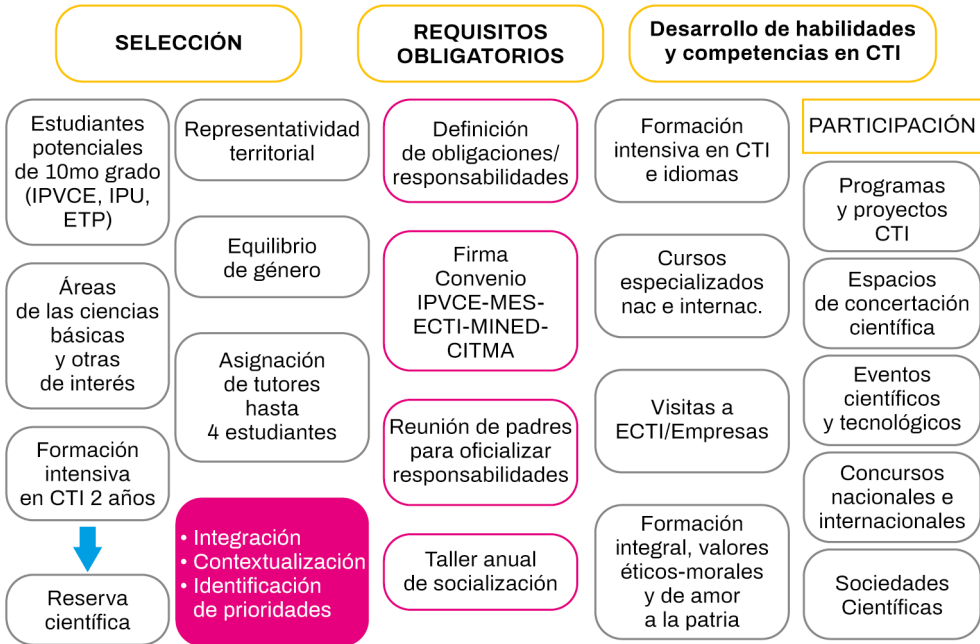 SELECCIÓN
Estudiantes
potenciales
de 10mo grado
(IPVCE, IPU,
ETP)
Áreas
de las ciencias
básicas
y otras
de interés
Formación
intensiva
en CTI 2 años
Reserva
científica
Representatividad
territorial
Equilibrio
de género
Asignación
de tutores
hasta
4 estudiantes
• Integración
• Contextualización
• Identificación
de prioridades
REQUISITOS
OBLIGATORIOS
Definición
de obligaciones/
responsabilidades
Firma
Convenio
IPVCE-MES-
ECTI-MINED-
CITMA
Reunión de padres
para oficializar
responsabilidades
Taller anual
de socialización
Desarrollo de habilidades
y competencias en CTI
Formación
intensiva en CTI
e idiomas
Cursos
especializados
nac e internac.
Visitas a
ECTI/Empresas
Formación
integral, valores
éticos-morales
y de amor
a la patria
PARTICIPACIÓN
Programas
y proyectos
CTI
Espacios
de concertación
científica
Eventos
científicos
y tecnológicos
Concursos
nacionales e
internacionales
Sociedades
Científicas